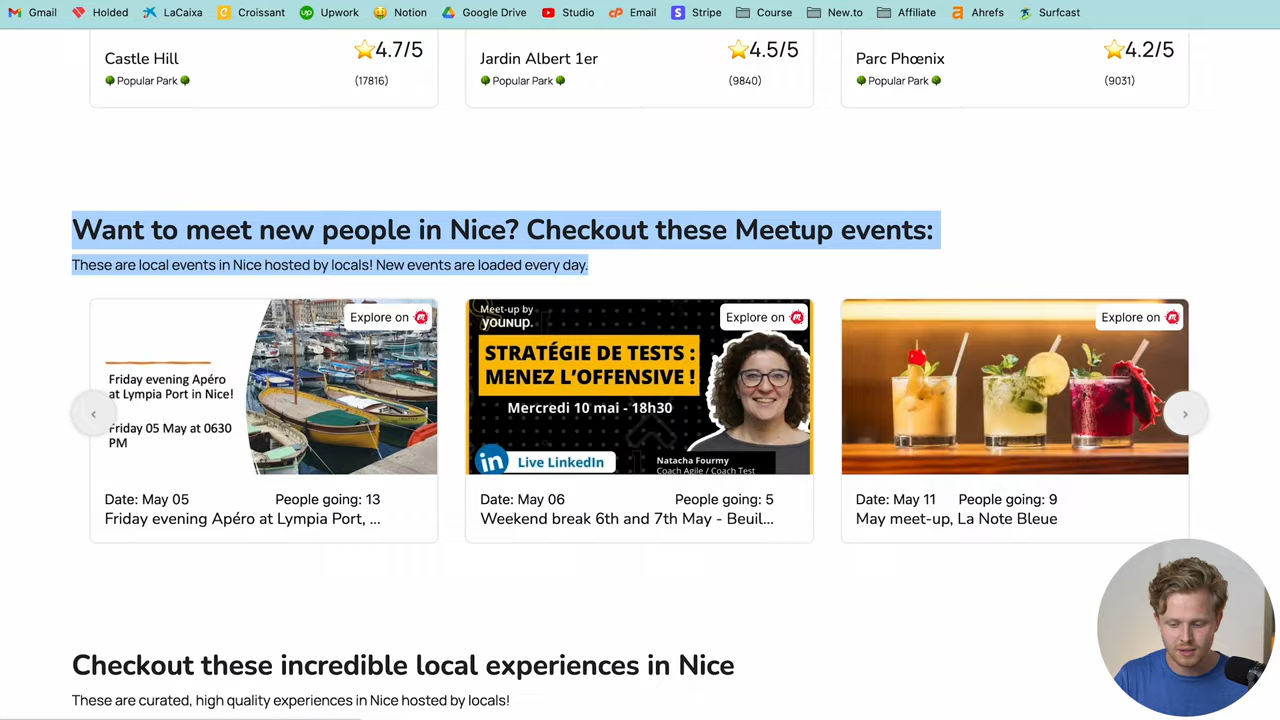 Gmail Holded LaCaixa Croissant Upwork Notion Google Drive Studio Email Stripe Course New.to Affiliate Ahrefs Surfcast
Castle Hill ⭐4.7/5
🌳 Popular Park 🌳 (17816)
Jardin Albert 1er ⭐4.5/5
🌳 Popular Park 🌳 (9840)
Parc Phœnix ⭐4.2/5
🌳 Popular Park 🌳 (9031)
Want to meet new people in Nice? Checkout these Meetup events:
These are local events in Nice hosted by locals! New events are loaded every day.
Explore on
Friday evening Apéro
at Lympia Port in Nice!
Friday 05 May at 0630
PM
Date: May 05 People going: 13
Friday evening Apéro at Lympia Port, ...
Meet-up by
youNup.
Explore on
STRATÉGIE DE TESTS :
MENEZ L'OFFENSIVE !
Mercredi 10 mai - 18h30
in Live LinkedIn
Natacha Fourmy
Coach Agile / Coach Test
Date: May 06 People going: 5
Weekend break 6th and 7th May - Beuil...
Explore on
Date: May 11 People going: 9
May meet-up, La Note Bleue
Checkout these incredible local experiences in Nice
These are curated, high quality experiences in Nice hosted by locals!